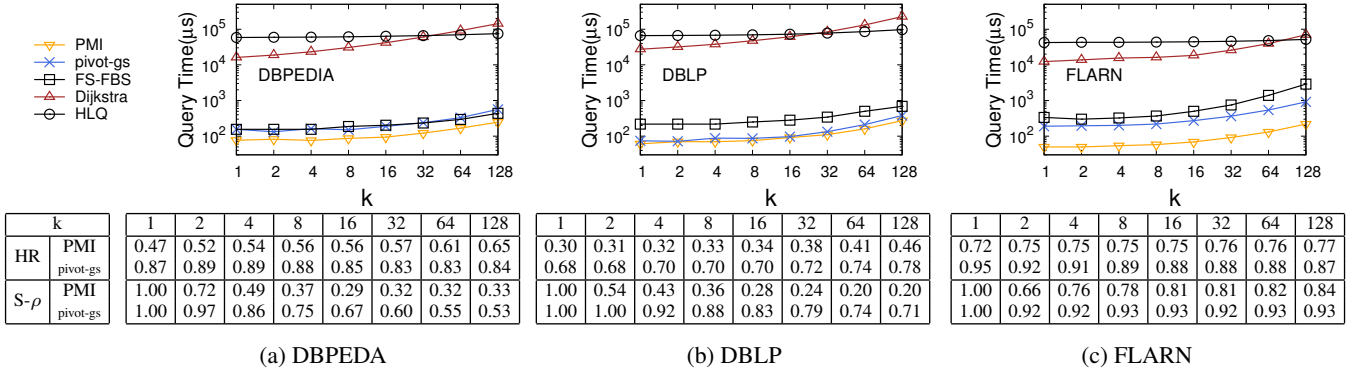 PMI
pivot-gs
FS-FBS
Dijkstra
HLQ
Query Time(μs)
10^5
10^4
10^3
10^2
DBPEDIA
1 2 4 8 16 32 64 128
k
Query Time(μs)
10^5
10^4
10^3
10^2
DBLP
1 2 4 8 16 32 64 128
k
Query Time(μs)
10^5
10^4
10^3
10^2
FLARN
1 2 4 8 16 32 64 128
k
k 1 2 4 8 16 32 64 128 1 2 4 8 16 32 64 128 1 2 4 8 16 32 64 128
HR PMI 0.47 0.52 0.54 0.56 0.56 0.57 0.61 0.65 0.30 0.31 0.32 0.33 0.34 0.38 0.41 0.46 0.72 0.75 0.75 0.75 0.75 0.76 0.76 0.77
pivot-gs 0.87 0.89 0.89 0.88 0.85 0.83 0.83 0.84 0.68 0.68 0.70 0.70 0.70 0.72 0.74 0.78 0.95 0.92 0.91 0.89 0.88 0.88 0.88 0.87
S-ρ PMI 1.00 0.72 0.49 0.37 0.29 0.32 0.32 0.33 1.00 0.54 0.43 0.36 0.28 0.24 0.20 0.20 1.00 0.66 0.76 0.78 0.81 0.81 0.82 0.84
pivot-gs 1.00 0.97 0.86 0.75 0.67 0.60 0.55 0.53 1.00 1.00 0.92 0.88 0.83 0.79 0.74 0.71 1.00 0.92 0.92 0.93 0.93 0.92 0.93 0.93
(a) DBPEDA (b) DBLP (c) FLARN